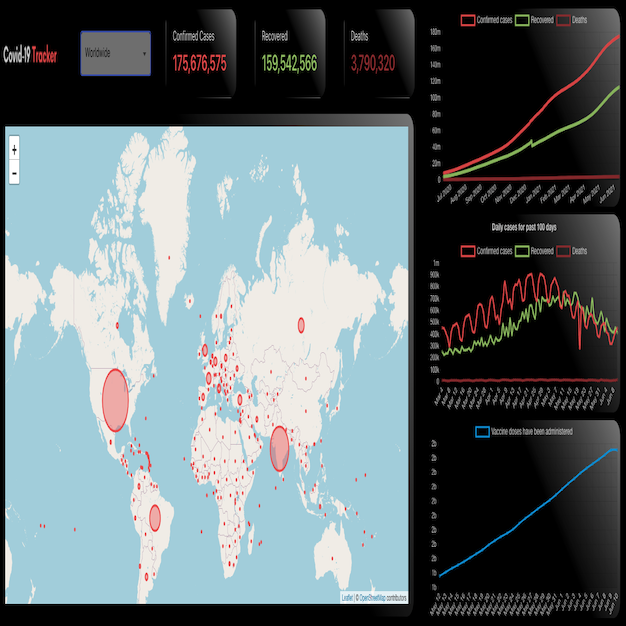 Covid-19 Tracker
Worldwide
Confirmed Cases
175,676,575
Recovered
159,542,566
Deaths
3,790,320
+
−
Leaflet | © OpenStreetMap contributors
Confirmed cases Recovered Deaths
180m
160m
140m
120m
100m
80m
60m
40m
20m
0
Jul 2020 Aug 2020 Sep 2020 Oct 2020 Nov 2020 Dec 2020 Jan 2021 Feb 2021 Mar 2021 Apr 2021 May 2021 Jun 2021
Daily cases for past 100 days
Confirmed cases Recovered Deaths
1m
900k
800k
700k
600k
500k
400k
300k
200k
100k
0
Vaccine doses have been administered
2b
2b
2b
2b
2b
2b
2b
2b
1b
1b
1b